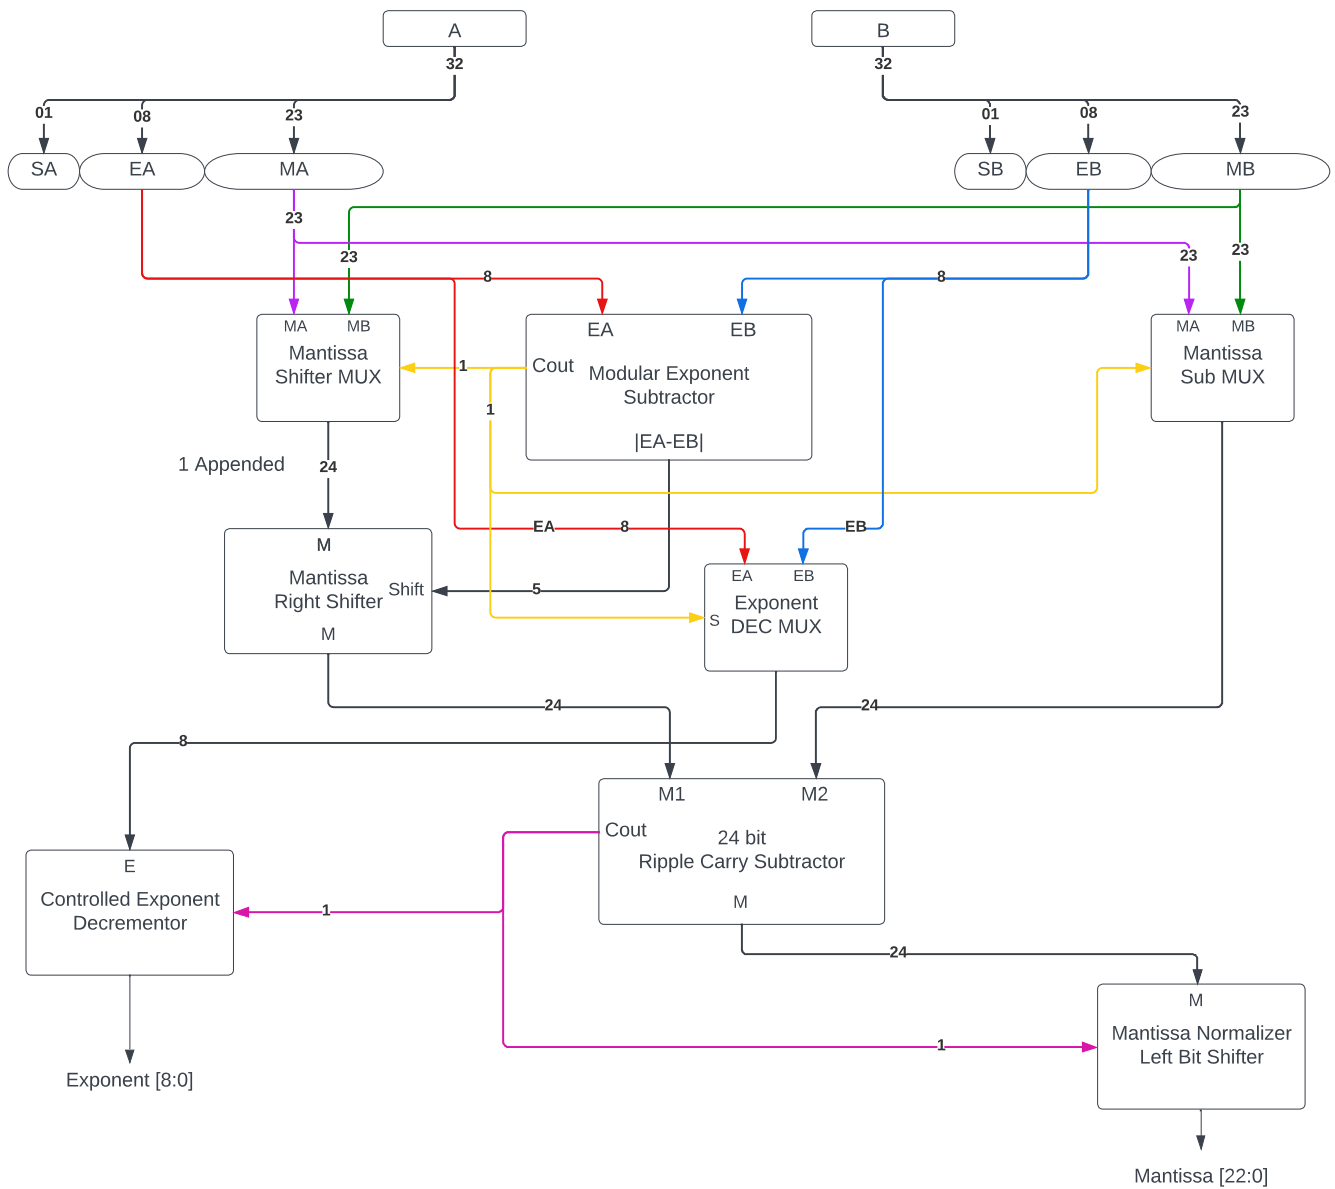 A
B
32
32
01
08
23
01
08
23
SA
EA
MA
SB
EB
MB
23
23
23
23
8
8
MA
MB
Mantissa
Shifter MUX
EA
EB
Cout
Modular Exponent
Subtractor
|EA-EB|
MA
MB
Mantissa
Sub MUX
1
1
1 Appended
24
EA
8
EB
M
Mantissa
Right Shifter
Shift
M
5
EA
EB
Exponent
DEC MUX
S
24
24
8
M1
M2
Cout
24 bit
Ripple Carry Subtractor
M
E
Controlled Exponent
Decrementor
1
24
M
Mantissa Normalizer
Left Bit Shifter
1
Exponent [8:0]
Mantissa [22:0]